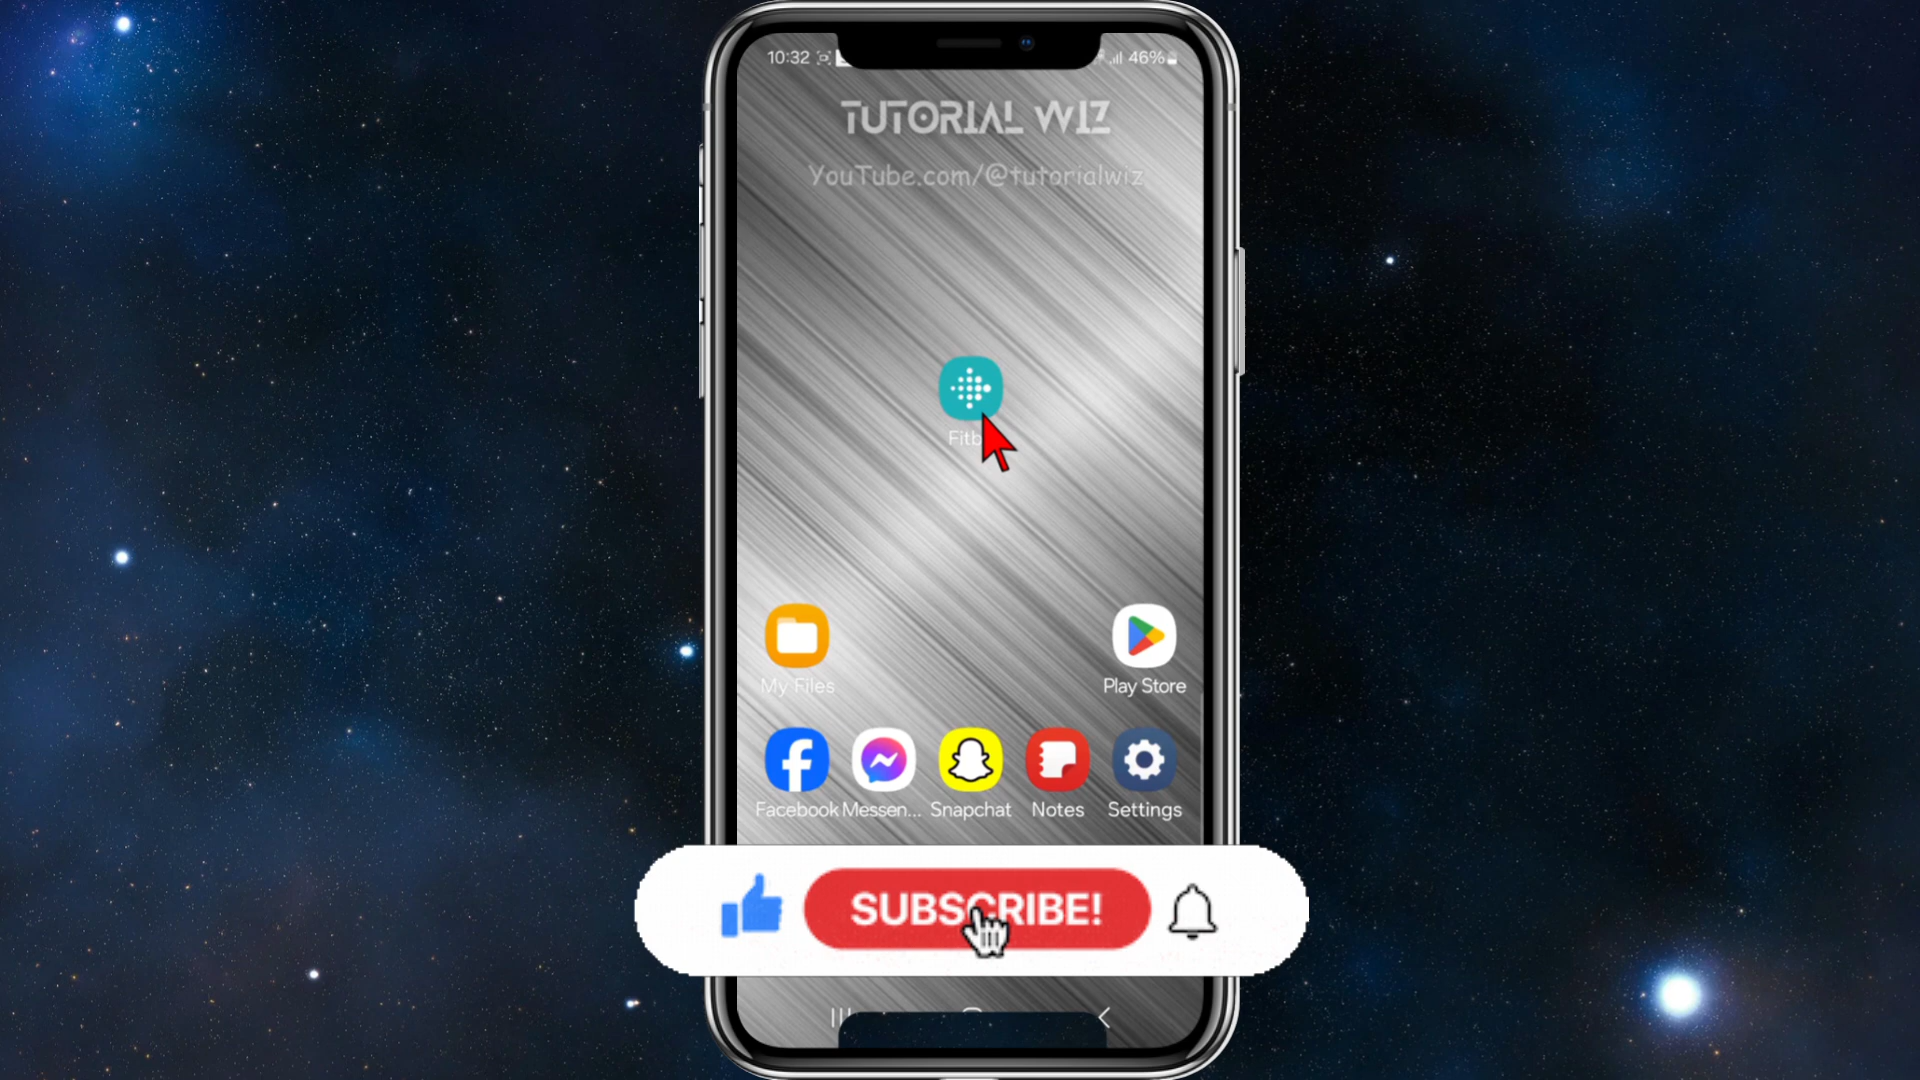 10:32
46%
TUTORIAL WIZ
YouTube.com/@tutorialwiz
My Files
Play Store
Facebook Messen... Snapchat Notes Settings
SUBSCRIBE!